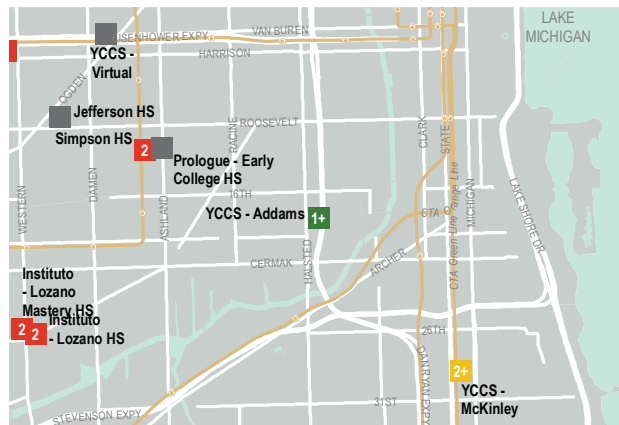 LAKE
MICHIGAN
VAN BUREN
EISENHOWER EXPY
HARRISON
YCCS -
Virtual
OGDEN
Jefferson HS
ROOSEVELT
Simpson HS
2
Prologue - Early
College HS
RACINE
CLARK
STATE
WESTERN
DAMEN
ASHLAND
16TH
YCCS - Addams
1+
HALSTED
MICHIGAN
LAKE SHORE DR
CTA Orange Line
CTA Green Line
CERMAK
ARCHER
Instituto
- Lozano
Mastery HS
2
2
Instituto
- Lozano HS
26TH
DAN RYAN EXPY
2+
YCCS -
McKinley
31ST
STEVENSON EXPY